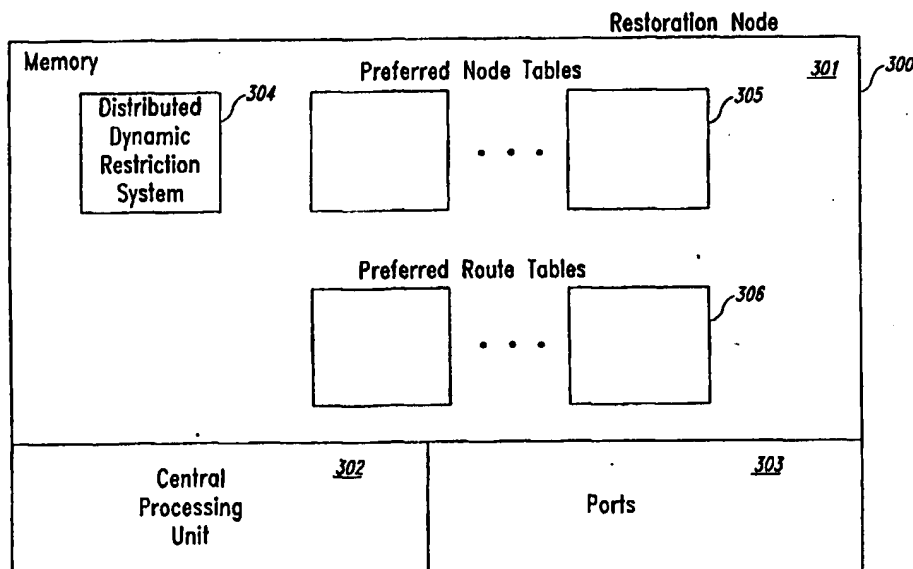 Restoration Node
Memory
Preferred Node Tables
301
300
304
305
Distributed
Dynamic
Restriction
System
Preferred Route Tables
306
302
303
Central
Processing
Unit
Ports